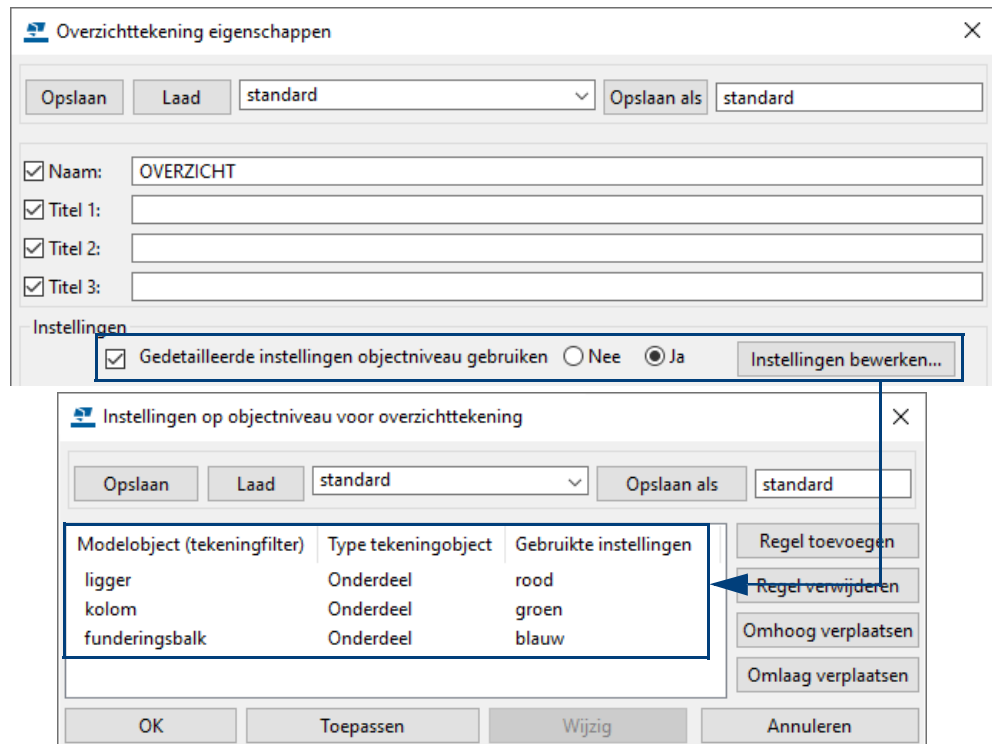 Overzichttekening eigenschappen
Opslaan Laad standard Opslaan als standard
Naam: OVERZICHT
Titel 1:
Titel 2:
Titel 3:
Instellingen
Gedetailleerde instellingen objectniveau gebruiken Nee Ja Instellingen bewerken...
Instellingen op objectniveau voor overzichttekening
Opslaan Laad standard Opslaan als standard
Modelobject (tekeningfilter) Type tekeningobject Gebruikte instellingen Regel toevoegen
ligger Onderdeel rood Regel verwijderen
kolom Onderdeel groen Omhoog verplaatsen
funderingsbalk Onderdeel blauw Omlaag verplaatsen
OK Toepassen Wijzig Annuleren